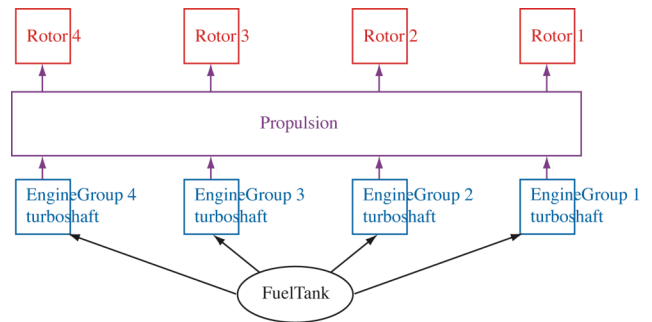 Rotor 4
Rotor 3
Rotor 2
Rotor 1
Propulsion
EngineGroup 4
turboshaft
EngineGroup 3
turboshaft
EngineGroup 2
turboshaft
EngineGroup 1
turboshaft
FuelTank